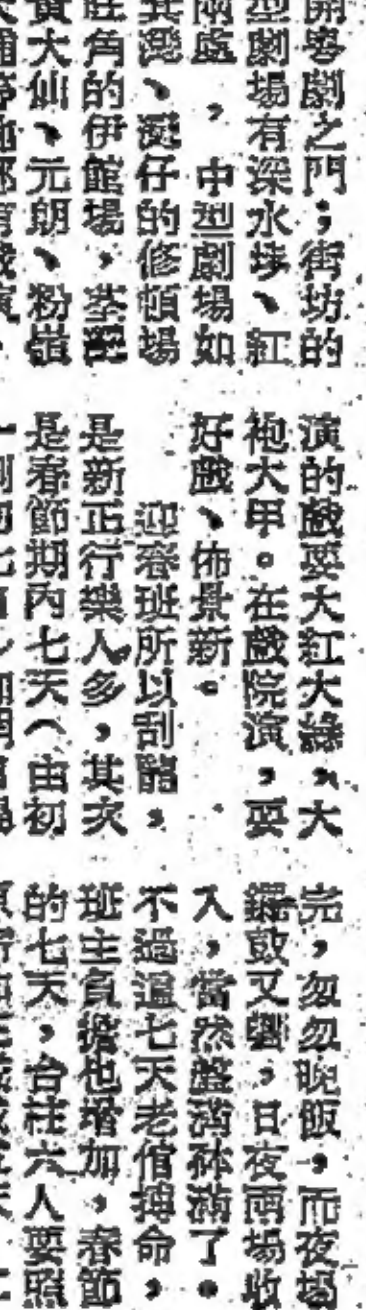 開鑼劇之門;街坊的
型劇場有深水埗、紅
兩處,中型劇場如
箕灣、灣仔的修頓場
旺角的伊館場,荃
黃大仙、元朗、粉嶺
演的戲要大紅大綠,大
袍大甲。在戲院演,要
好戲、佈景新。
迎春班所以刮龍,
是新正行樂人多,其次
是春節期內七天(由初
完,匆匆晚飯,而夜場
鑼鼓又響,日夜兩場收
入,當然盤滿砵滿了。
不過這七天老倌搏命,
班主負擔也增加,春節
的七天,台柱六人要照